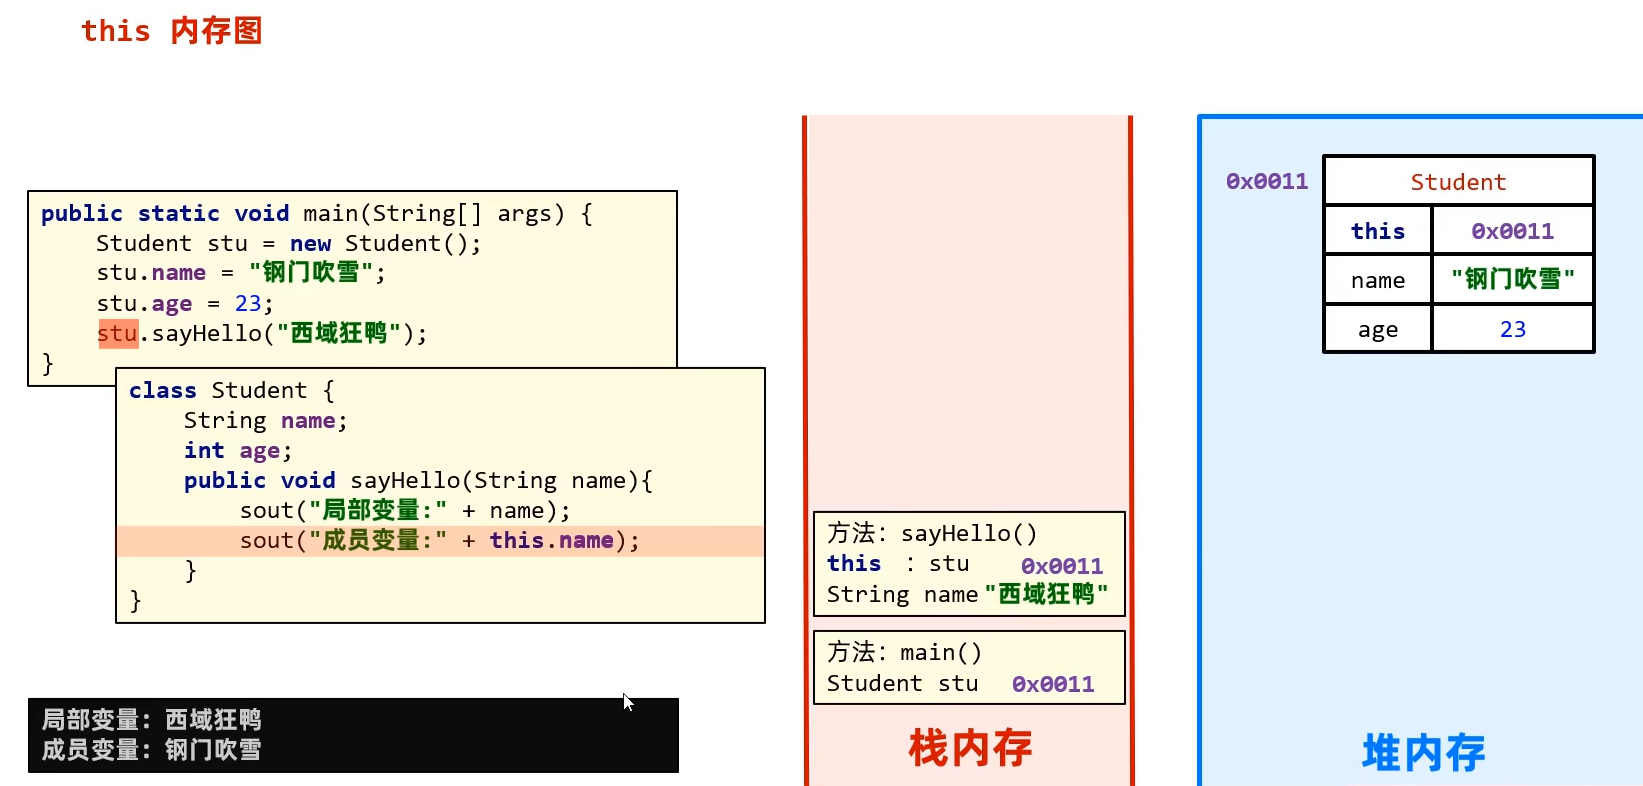 this 内存图
public static void main(String[] args) {
Student stu = new Student();
stu.name = "钢门吹雪";
stu.age = 23;
stu.sayHello("西域狂鸭");
}
class Student {
String name;
int age;
public void sayHello(String name){
sout("局部变量:" + name);
sout("成员变量:" + this.name);
}
}
局部变量: 西域狂鸭
成员变量: 钢门吹雪
方法: sayHello()
this : stu 0x0011
String name "西域狂鸭"
方法: main()
Student stu 0x0011
栈内存
0x0011 Student
this 0x0011
name "钢门吹雪"
age 23
堆内存